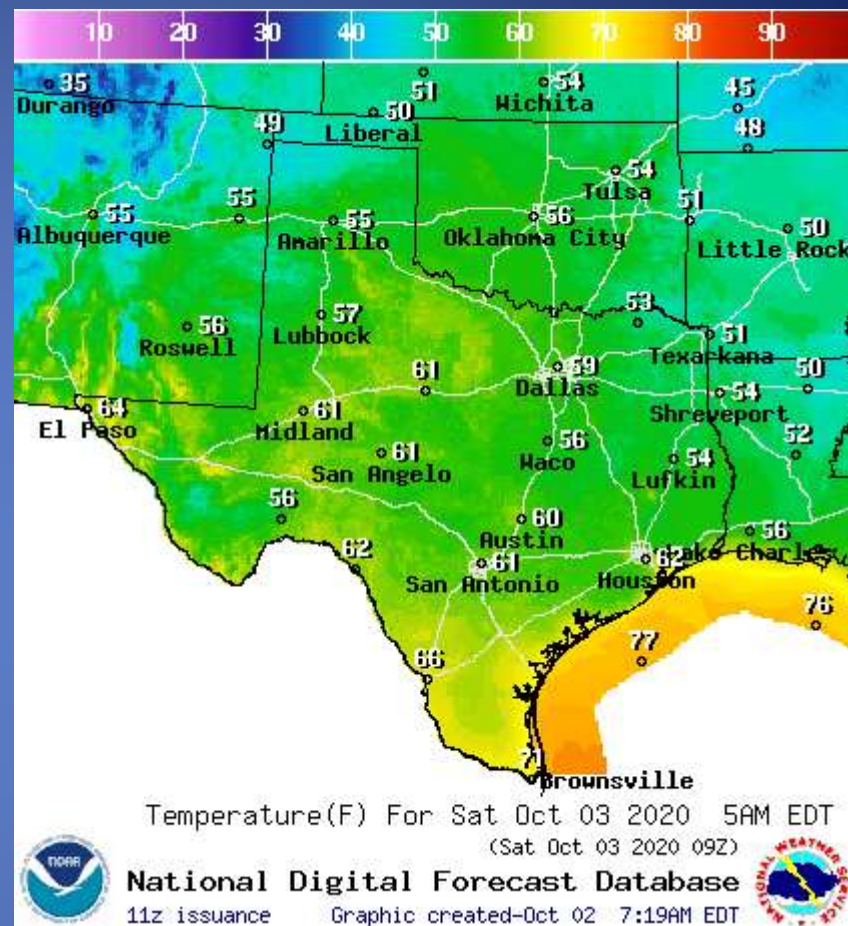 10 20 30 40 50 60 70 80 90
35
Durango
51
54
Wichita
45
50
Liberal
49
48
54
Tulsa
55
Albuquerque
55
55
Amarillo
56
Oklahoma City
51
50
Little Rock
56
Roswell
57
Lubbock
53
51
Texarkana
59
Dallas
61
54
Shreveport
50
64
El Paso
61
Midland
61
San Angelo
56
Waco
54
Lufkin
52
56
60
Austin
56
Lake Charles
62
61
San Antonio
62
Houston
76
77
66
71
Brownsville
Temperature(F) For Sat Oct 03 2020 5AM EDT
(Sat Oct 03 2020 09Z)
National Digital Forecast Database
11z issuance Graphic created-Oct 02 7:19AM EDT
NOAA
NATIONAL WEATHER SERVICE